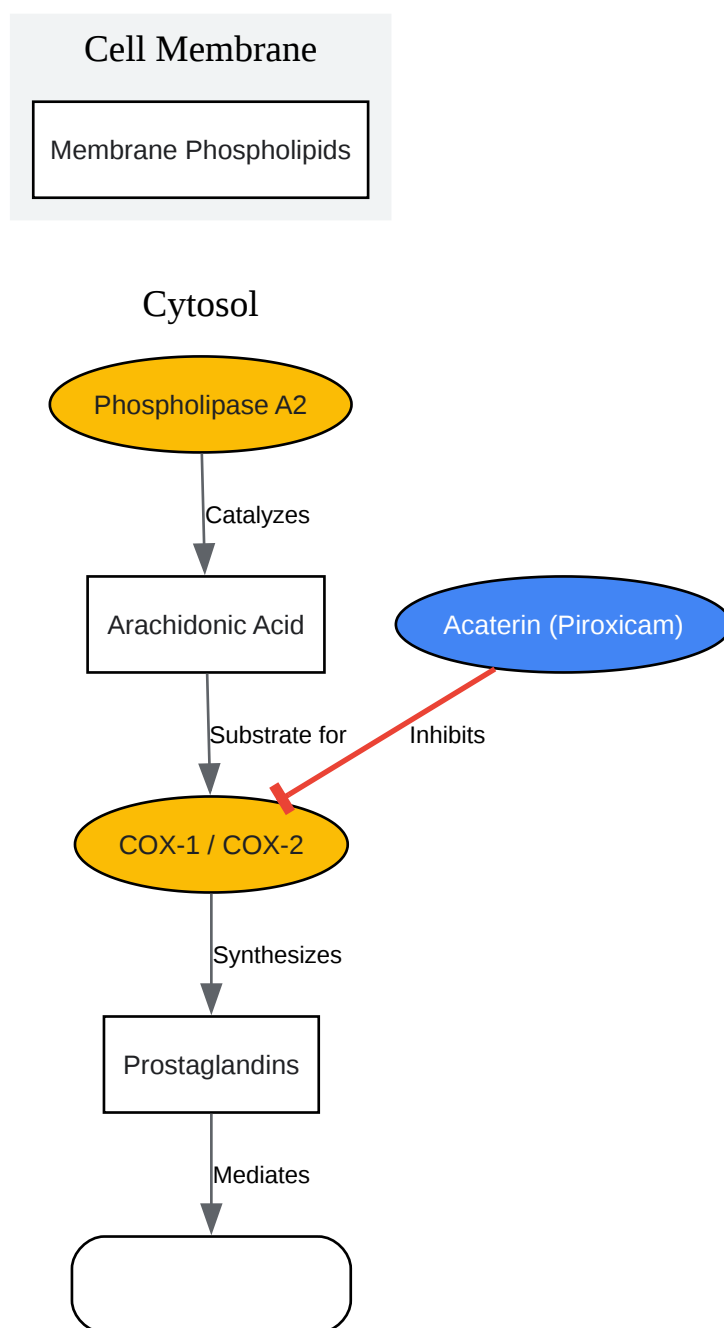 Cell Membrane
Membrane Phospholipids
Cytosol
Phospholipase A2
Catalyzes
Arachidonic Acid
Acaterin (Piroxicam)
Substrate for
Inhibits
COX-1 / COX-2
Synthesizes
Prostaglandins
Mediates